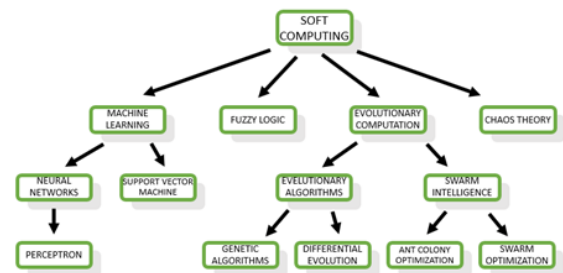 SOFT
COMPUTING
MACHINE
LEARNING
FUZZY LOGIC
EVOLUTIONARY
COMPUTATION
CHAOS THEORY
NEURAL
NETWORKS
SUPPORT VECTOR
MACHINE
EVELUTIONARY
ALGORITHMS
SWARM
INTELLIGENCE
PERCEPTRON
GENETIC
ALGORITHMS
DIFFERENTIAL
EVOLUTION
ANT COLONY
OPTIMIZATION
SWARM
OPTIMIZATION